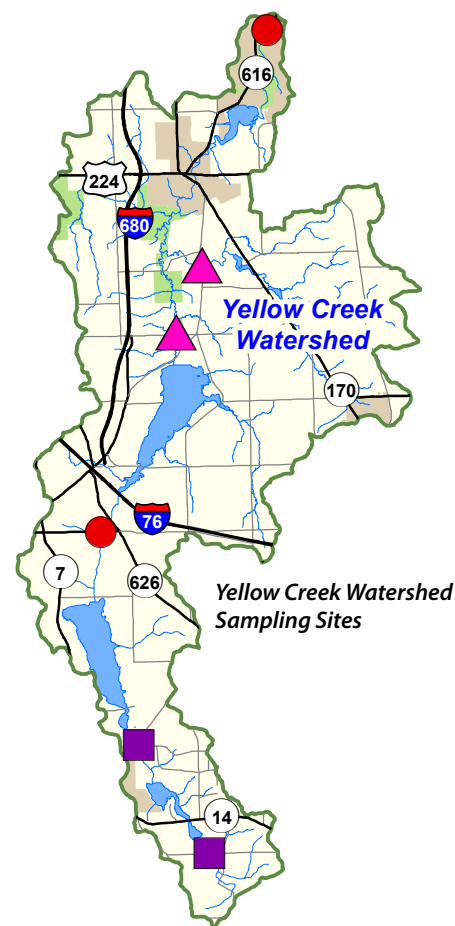 616
224
680
Yellow Creek
Watershed
170
76
7
626
Yellow Creek Watershed
Sampling Sites
14